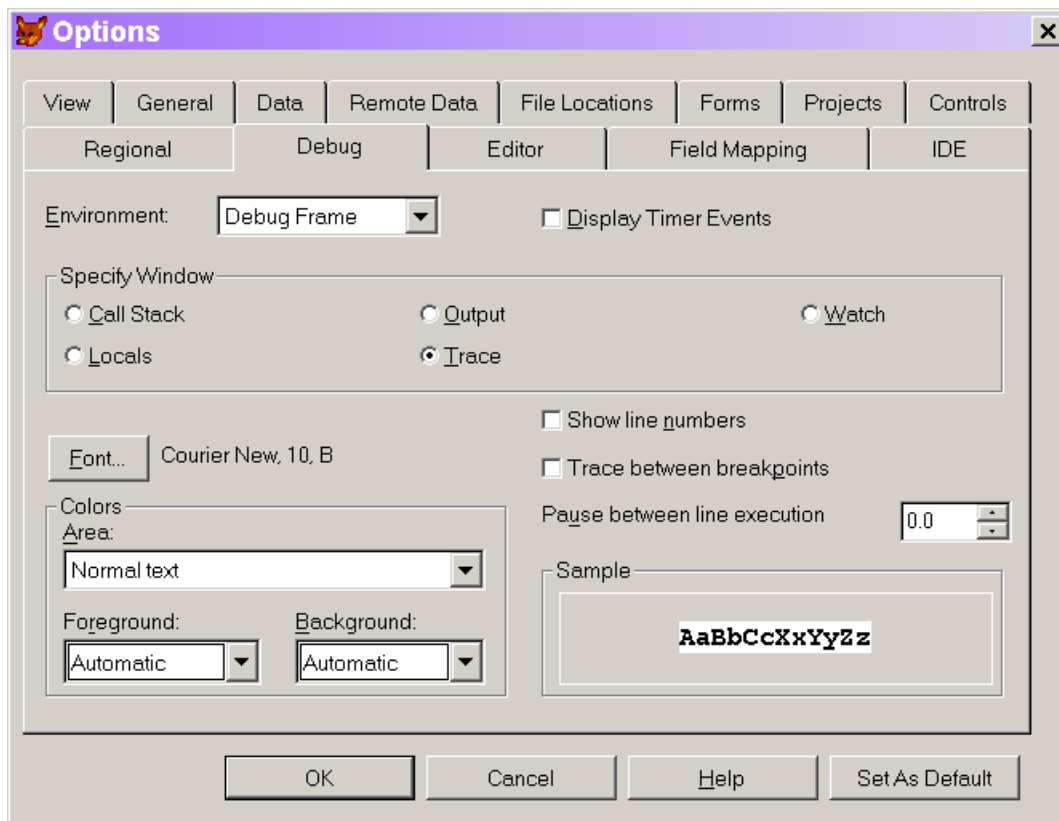 Options
View General Data Remote Data File Locations Forms Projects Controls
Regional Debug Editor Field Mapping IDE
Environment: Debug Frame Display Timer Events
Specify Window
Call Stack Output Watch
Locals Trace
Show line numbers
Font... Courier New, 10, B
Trace between breakpoints
Colors
Pause between line execution 0.0
Area:
Normal text
Sample
Foreground: Background:
AaBbCcXxYyZz
Automatic Automatic
OK Cancel Help Set As Default